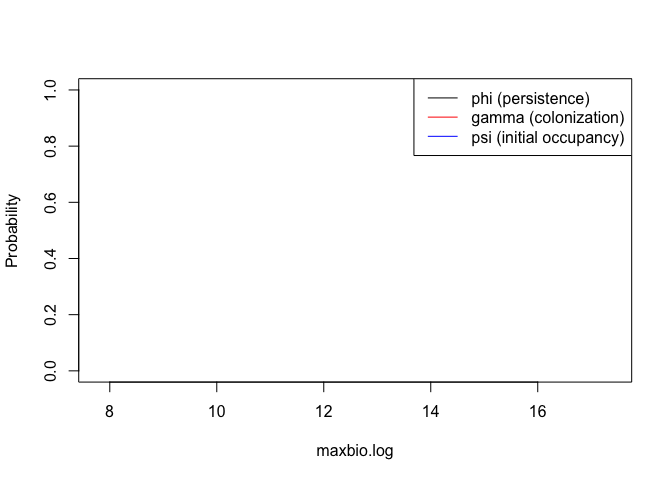 phi (persistence)
gamma (colonization)
psi (initial occupancy)
Probability
1.0
0.8
0.6
0.4
0.2
0.0
8 10 12 14 16
maxbio.log